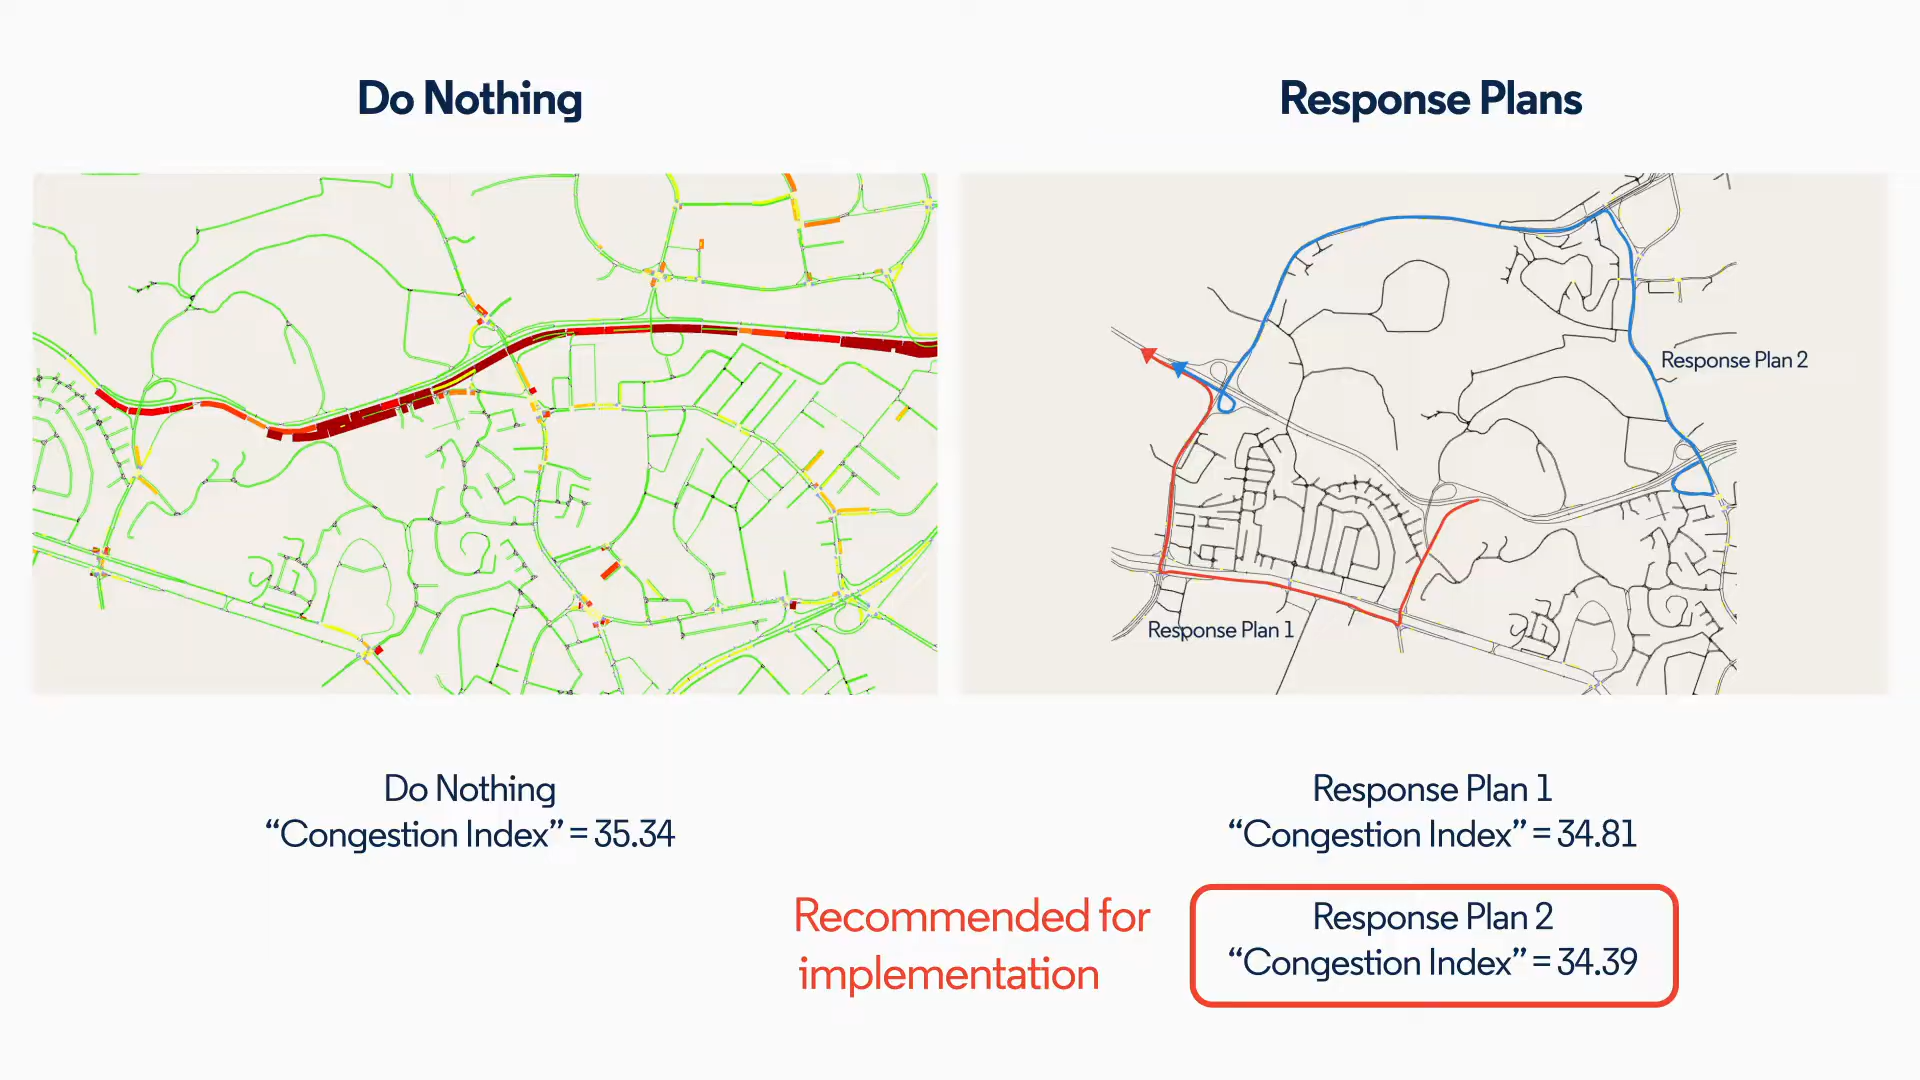 Do Nothing
Response Plans
Response Plan 2
Response Plan 1
Do Nothing
“Congestion Index” = 35.34
Response Plan 1
“Congestion Index” = 34.81
Recommended for
implementation
Response Plan 2
“Congestion Index” = 34.39